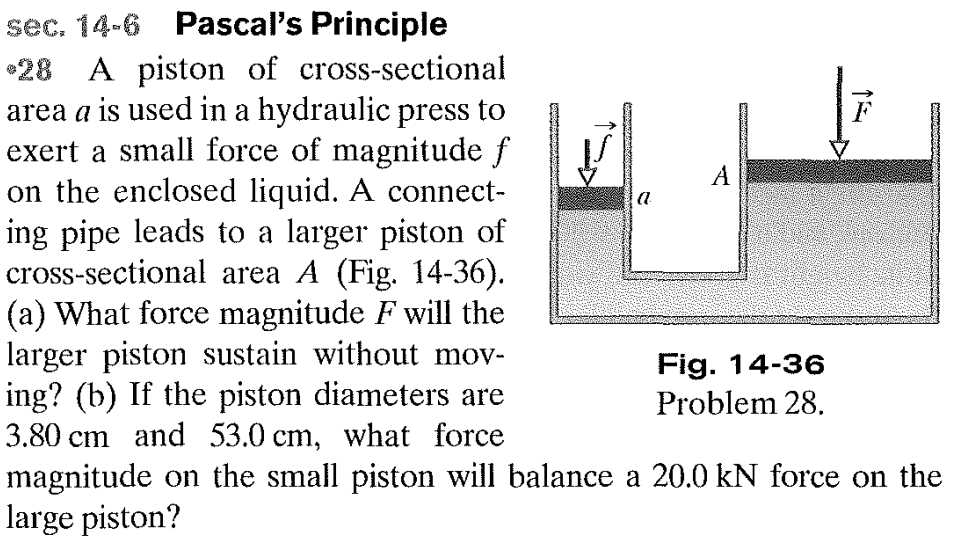 sec. 14-6 Pascal's Principle
•28 A piston of cross-sectional
area a is used in a hydraulic press to
exert a small force of magnitude f
on the enclosed liquid. A connect-
ing pipe leads to a larger piston of
cross-sectional area A (Fig. 14-36).
(a) What force magnitude F will the
larger piston sustain without mov-
ing? (b) If the piston diameters are
3.80 cm and 53.0 cm, what force
magnitude on the small piston will balance a 20.0 kN force on the
large piston?
f
a
A
F
Fig. 14-36
Problem 28.